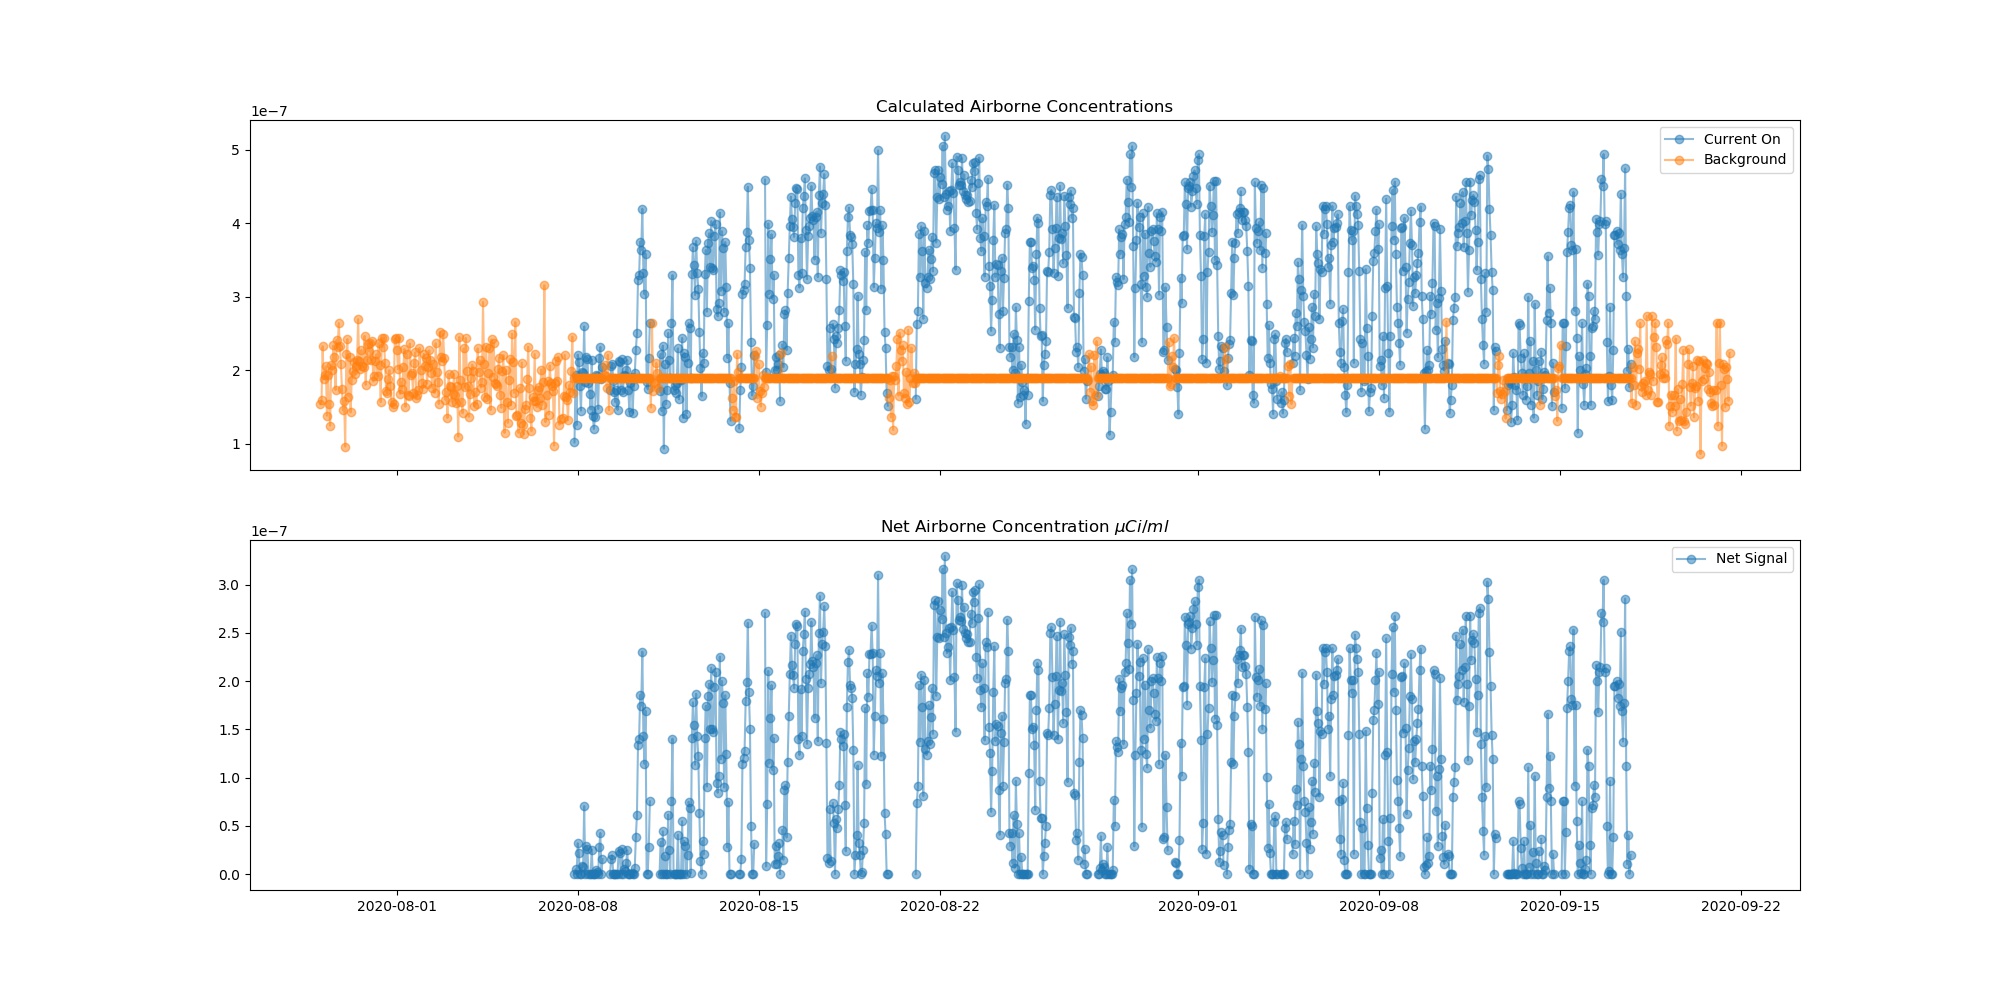 Calculated Airborne Concentrations
1e−7
Current On
Background
5
4
3
2
1
Net Airborne Concentration μCi/ml
1e−7
Net Signal
3.0
2.5
2.0
1.5
1.0
0.5
0.0
2020-08-01 2020-08-08 2020-08-15 2020-08-22 2020-09-01 2020-09-08 2020-09-15 2020-09-22